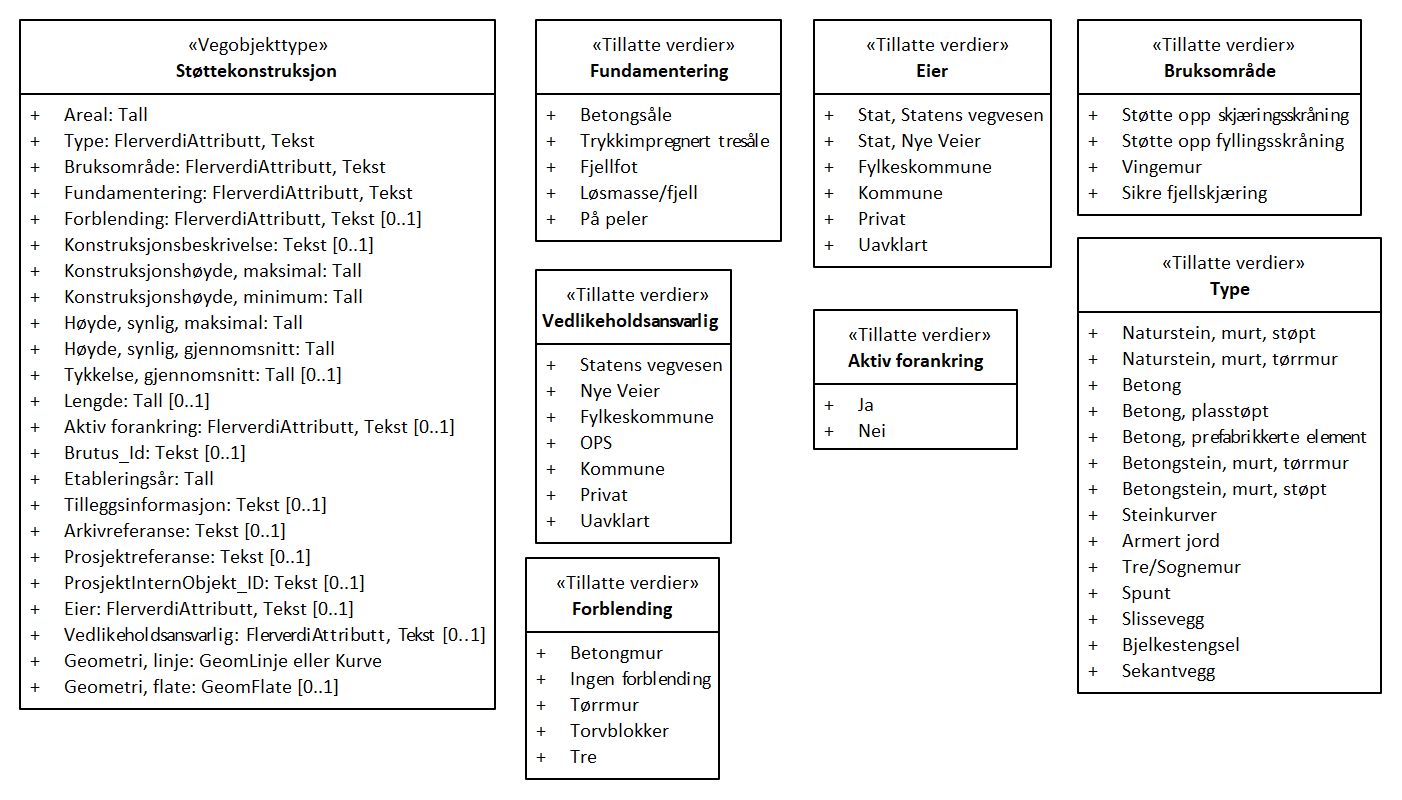 «Vegobjekttype»
Støttekonstruksjon
+ Areal: Tall
+ Type: FlerverdiAttributt, Tekst
+ Bruksområde: FlerverdiAttributt, Tekst
+ Fundamentering: FlerverdiAttributt, Tekst
+ Forblending: FlerverdiAttributt, Tekst [0..1]
+ Konstruksjonsbeskrivelse: Tekst [0..1]
+ Konstruksjonshøyde, maksimal: Tall
+ Konstruksjonshøyde, minimum: Tall
+ Høyde, synlig, maksimal: Tall
+ Høyde, synlig, gjennomsnitt: Tall
+ Tykkelse, gjennomsnitt: Tall [0..1]
+ Lengde: Tall [0..1]
+ Aktiv forankring: FlerverdiAttributt, Tekst [0..1]
+ Brutus_Id: Tekst [0..1]
+ Etableringsår: Tall
+ Tilleggsinformasjon: Tekst [0..1]
+ Arkivreferanse: Tekst [0..1]
+ Prosjektreferanse: Tekst [0..1]
+ ProsjektInternObjekt_ID: Tekst [0..1]
+ Eier: FlerverdiAttributt, Tekst [0..1]
+ Vedlikeholdsansvarlig: FlerverdiAttributt, Tekst [0..1]
+ Geometri, linje: GeomLinje eller Kurve
+ Geometri, flate: GeomFlate [0..1]
«Tillatte verdier»
Fundamentering
+ Betongsåle
+ Trykkimpregnert tresåle
+ Fjellfot
+ Løsmasse/fjell
+ På peler
«Tillatte verdier»
Vedlikeholdsansvarlig
+ Statens vegvesen
+ Nye Veier
+ Fylkeskommune
+ OPS
+ Kommune
+ Privat
+ Uavklart
«Tillatte verdier»
Forblending
+ Betongmur
+ Ingen forblending
+ Tørrmur
+ Torvblokker
+ Tre
«Tillatte verdier»
Eier
+ Stat, Statens vegvesen
+ Stat, Nye Veier
+ Fylkeskommune
+ Kommune
+ Privat
+ Uavklart
«Tillatte verdier»
Aktiv forankring
+ Ja
+ Nei
«Tillatte verdier»
Bruksområde
+ Støtte opp skjæringsskråning
+ Støtte opp fyllingsskråning
+ Vingemur
+ Sikre fjellskjæring
«Tillatte verdier»
Type
+ Naturstein, murt, støpt
+ Naturstein, murt, tørrmur
+ Betong
+ Betong, plasstøpt
+ Betong, prefabrikkerte element
+ Betongstein, murt, tørrmur
+ Betongstein, murt, støpt
+ Steinkurver
+ Armert jord
+ Tre/Sognemur
+ Spunt
+ Slissevegg
+ Bjelkestengsel
+ Sekantvegg